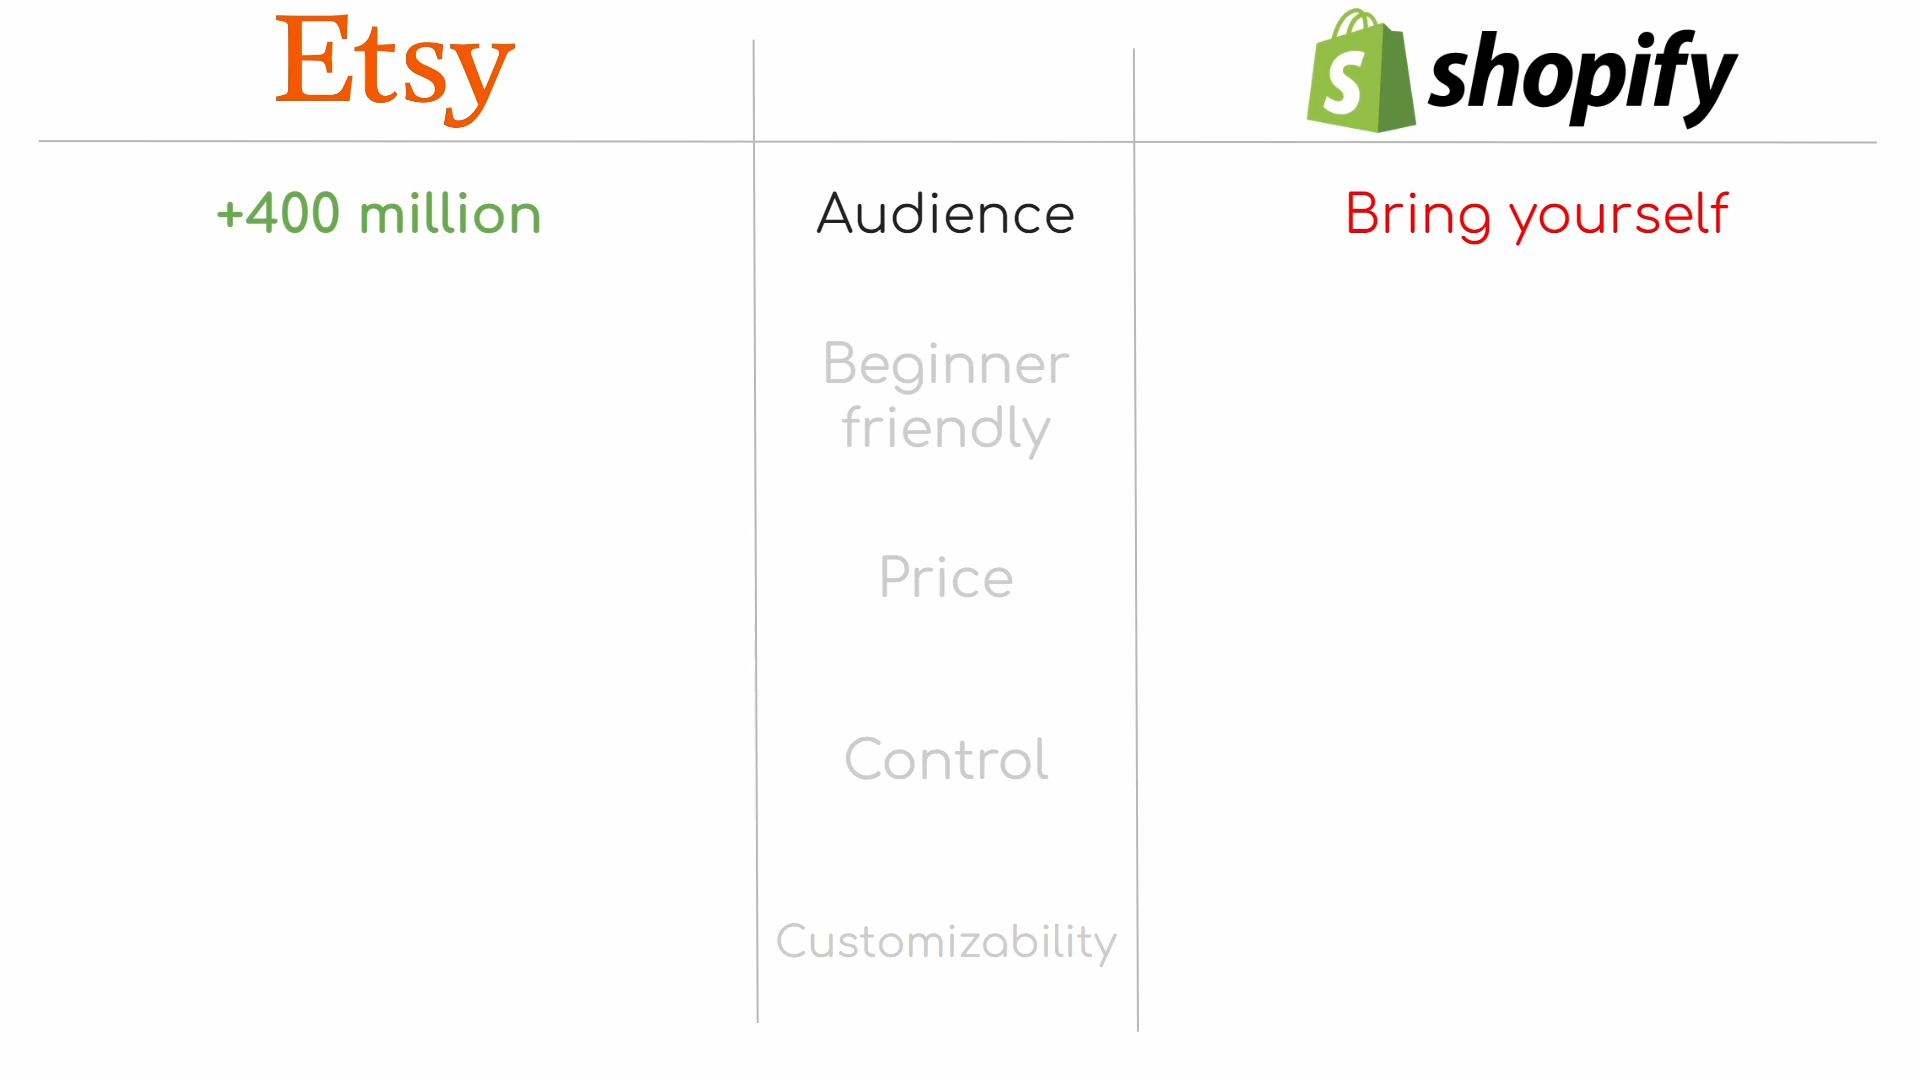 Etsy
shopify
+400 million
Audience
Bring yourself
Beginner
friendly
Price
Control
Customizability